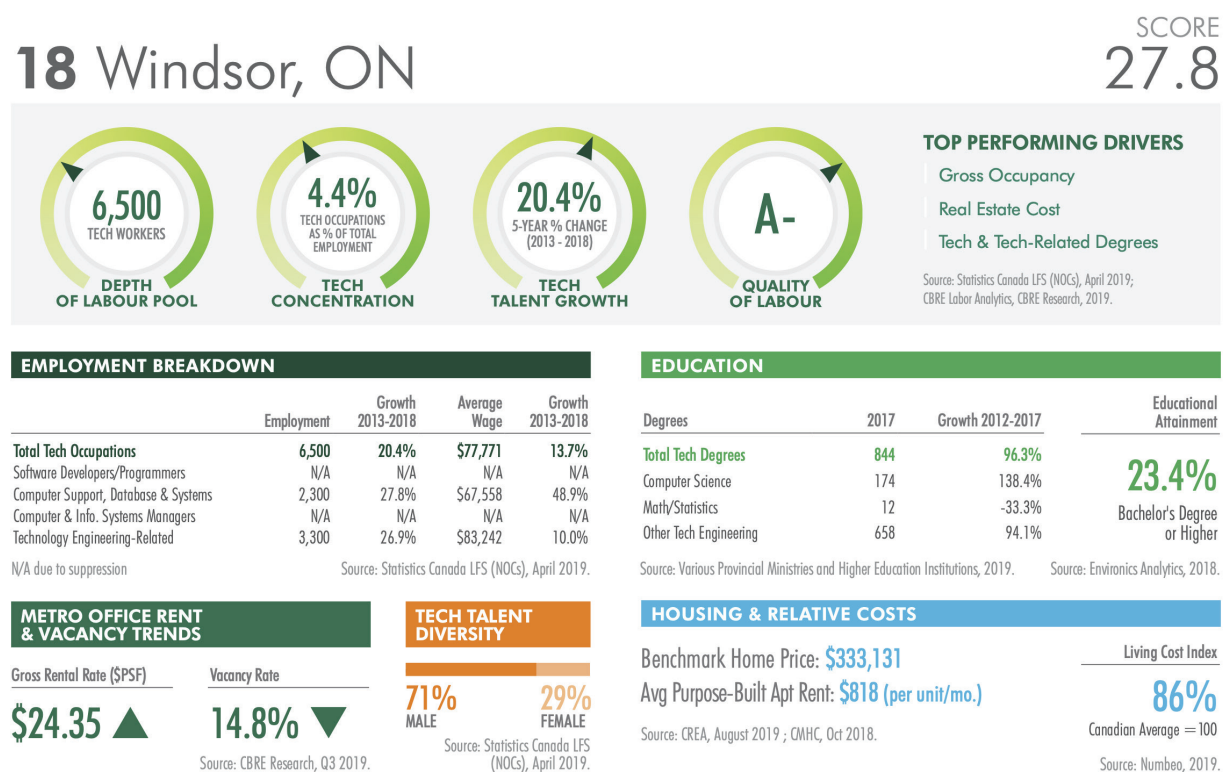 18 Windsor, ON
SCORE
27.8
6,500
TECH WORKERS
DEPTH
OF LABOUR POOL
4.4%
TECH OCCUPATIONS
AS % OF TOTAL
EMPLOYMENT
TECH
CONCENTRATION
20.4%
5-YEAR % CHANGE
(2013 - 2018)
TECH
TALENT GROWTH
A-
QUALITY
OF LABOUR
TOP PERFORMING DRIVERS
Gross Occupancy
Real Estate Cost
Tech & Tech-Related Degrees
Source: Statistics Canada LFS (NOCs), April 2019;
CBRE Labor Analytics, CBRE Research, 2019.
EMPLOYMENT BREAKDOWN
Employment Growth 2013-2018 Average Wage Growth 2013-2018
Total Tech Occupations 6,500 20.4% $77,771 13.7%
Software Developers/Programmers N/A N/A N/A N/A
Computer Support, Database & Systems 2,300 27.8% $67,558 48.9%
Computer & Info. Systems Managers N/A N/A N/A N/A
Technology Engineering-Related 3,300 26.9% $83,242 10.0%
N/A due to suppression
Source: Statistics Canada LFS (NOCs), April 2019.
EDUCATION
Degrees 2017 Growth 2012-2017
Total Tech Degrees 844 96.3%
Computer Science 174 138.4%
Math/Statistics 12 -33.3%
Other Tech Engineering 658 94.1%
Source: Various Provincial Ministries and Higher Education Institutions, 2019.
Educational
Attainment
23.4%
Bachelor's Degree
or Higher
Source: Environics Analytics, 2018.
METRO OFFICE RENT
& VACANCY TRENDS
Gross Rental Rate ($PSF)
$24.35 ▲
Vacancy Rate
14.8% ▼
Source: CBRE Research, Q3 2019.
TECH TALENT
DIVERSITY
71%
MALE
29%
FEMALE
Source: Statistics Canada LFS
(NOCs), April 2019.
HOUSING & RELATIVE COSTS
Benchmark Home Price: $333,131
Avg Purpose-Built Apt Rent: $818 (per unit/mo.)
Source: CREA, August 2019 ; CMHC, Oct 2018.
Living Cost Index
86%
Canadian Average = 100
Source: Numbeo, 2019.